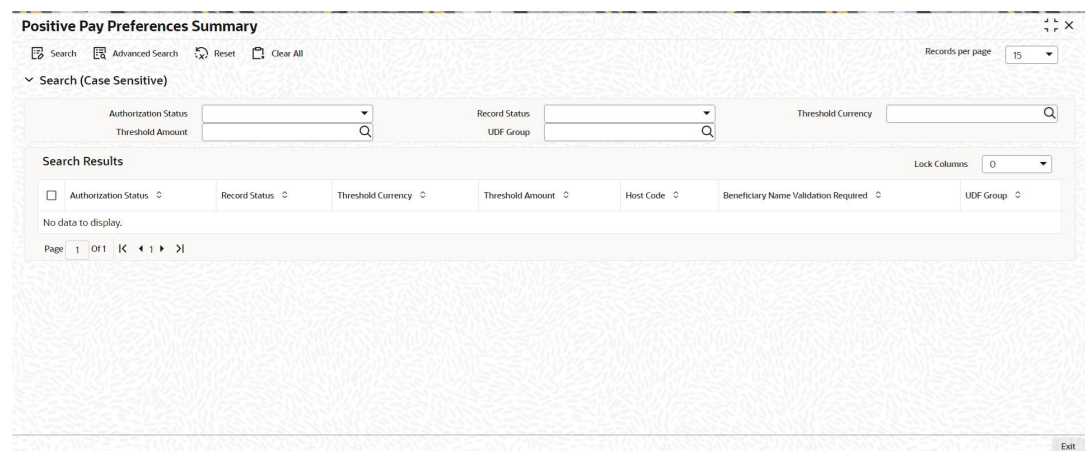 Positive Pay Preferences Summary
Search Advanced Search Reset Clear All Records per page 15
Search (Case Sensitive)
Authorization Status Record Status Threshold Currency
Threshold Amount UDF Group
Search Results Lock Columns 0
Authorization Status Record Status Threshold Currency Threshold Amount Host Code Beneficiary Name Validation Required UDF Group
No data to display.
Page 1 Of 1 1
Exit